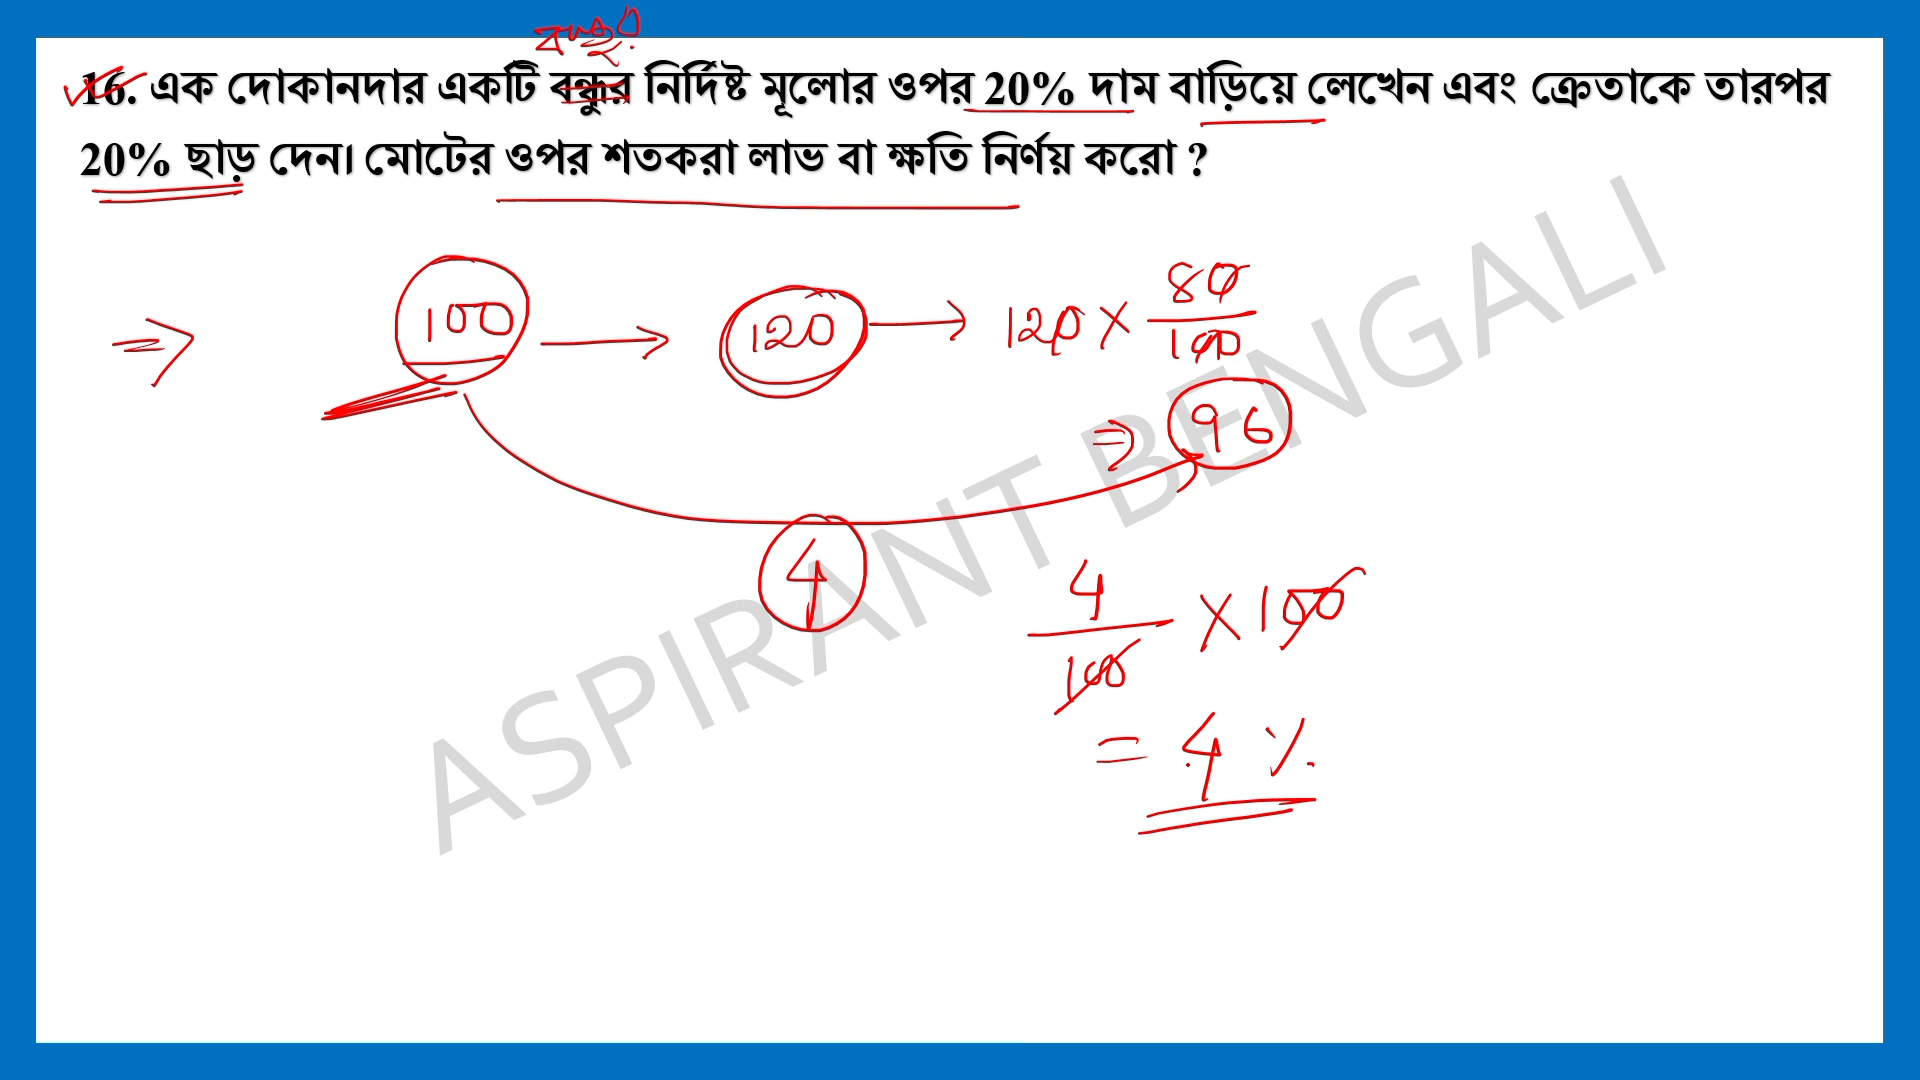 বস্তুর
16. এক দোকানদার একটি বন্ধুর নির্দিষ্ট মূল্যের ওপর 20% দাম বাড়িয়ে লেখেন এবং ক্রেতাকে তারপর
20% ছাড় দেন। মোটের ওপর শতকরা লাভ বা ক্ষতি নির্ণয় করো ?
⇒ 100 → 120 → 120 × 80/100
⇒ 96
4
4/100 × 100
= 4 %
ASPIRANT BENGALI